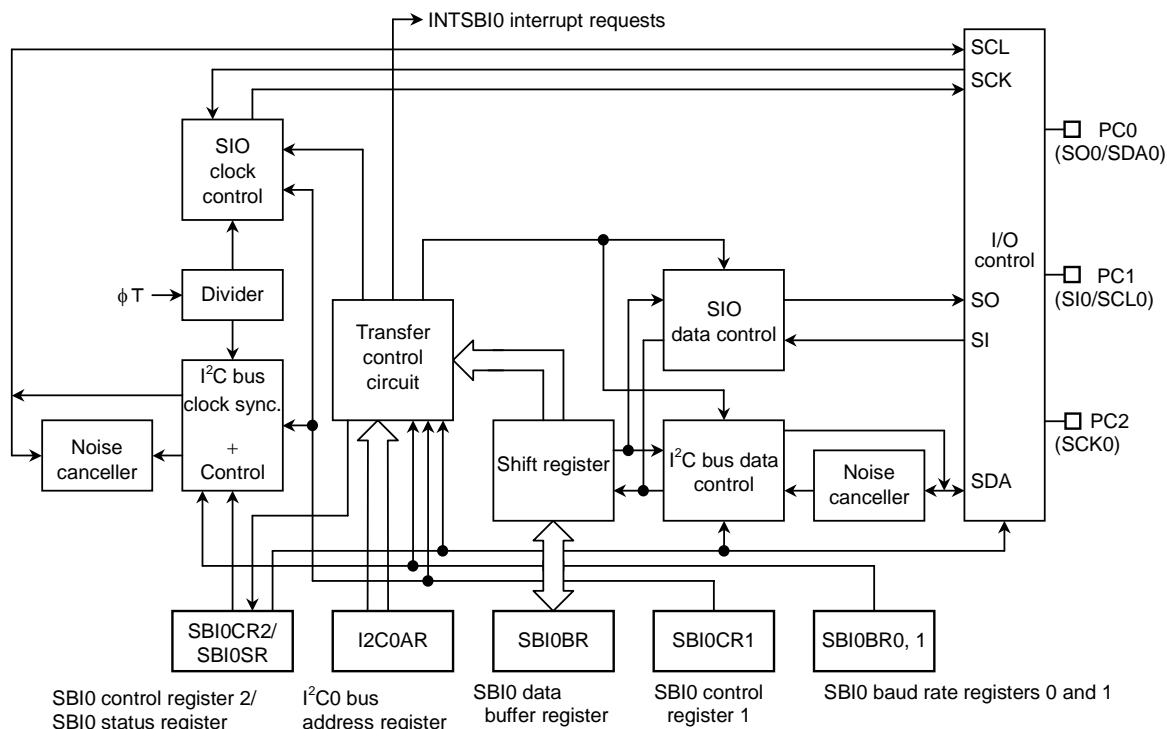 INTSBI0 interrupt requests
SCL
SCK
PC0
(SO0/SDA0)
SIO
clock
control
I/O
control
PC1
(SI0/SCL0)
ϕT
Divider
SIO
data control
SO
SI
Transfer
control
circuit
I²C bus
clock sync.
+
Control
Noise
canceller
Shift register
I²C bus data
control
Noise
canceller
SDA
PC2
(SCK0)
SBI0CR2/
SBI0SR
I2C0AR
SBI0BR
SBI0CR1
SBI0BR0, 1
SBI0 control register 2/
SBI0 status register
I²C0 bus
address register
SBI0 data
buffer register
SBI0 control
register 1
SBI0 baud rate registers 0 and 1